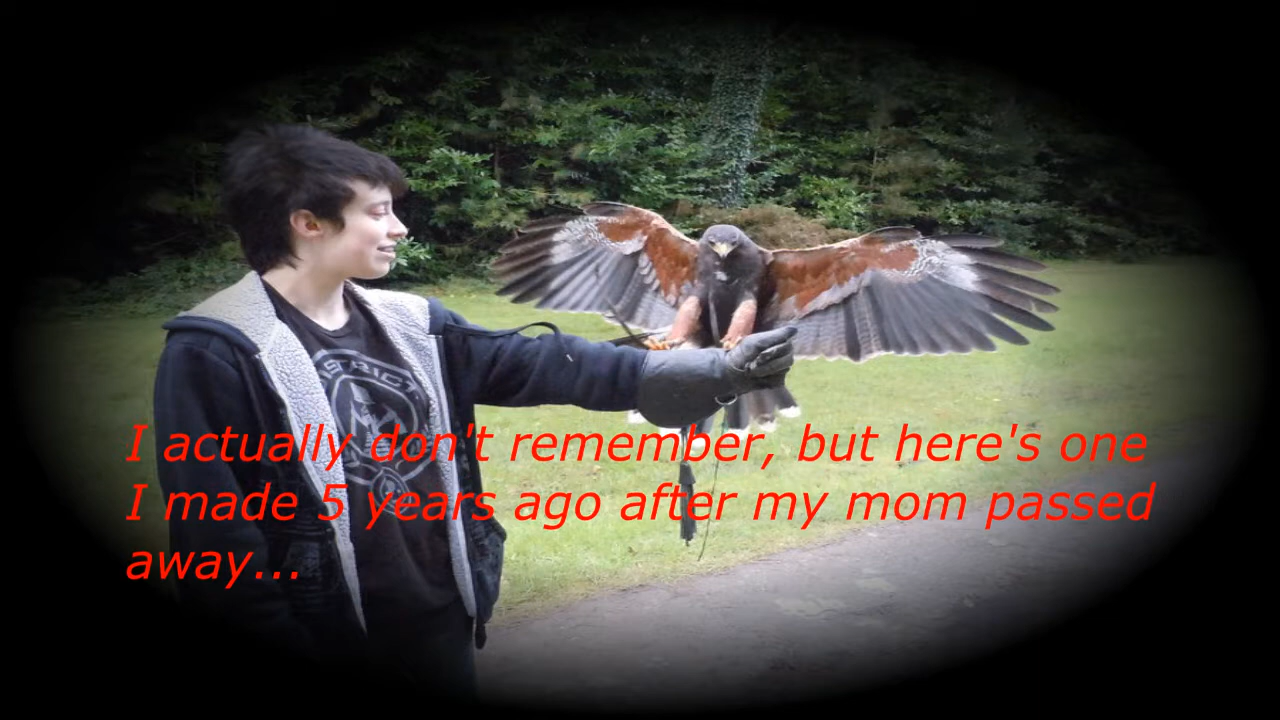 I actually don't remember, but here's one
I made 5 years ago after my mom passed
away...